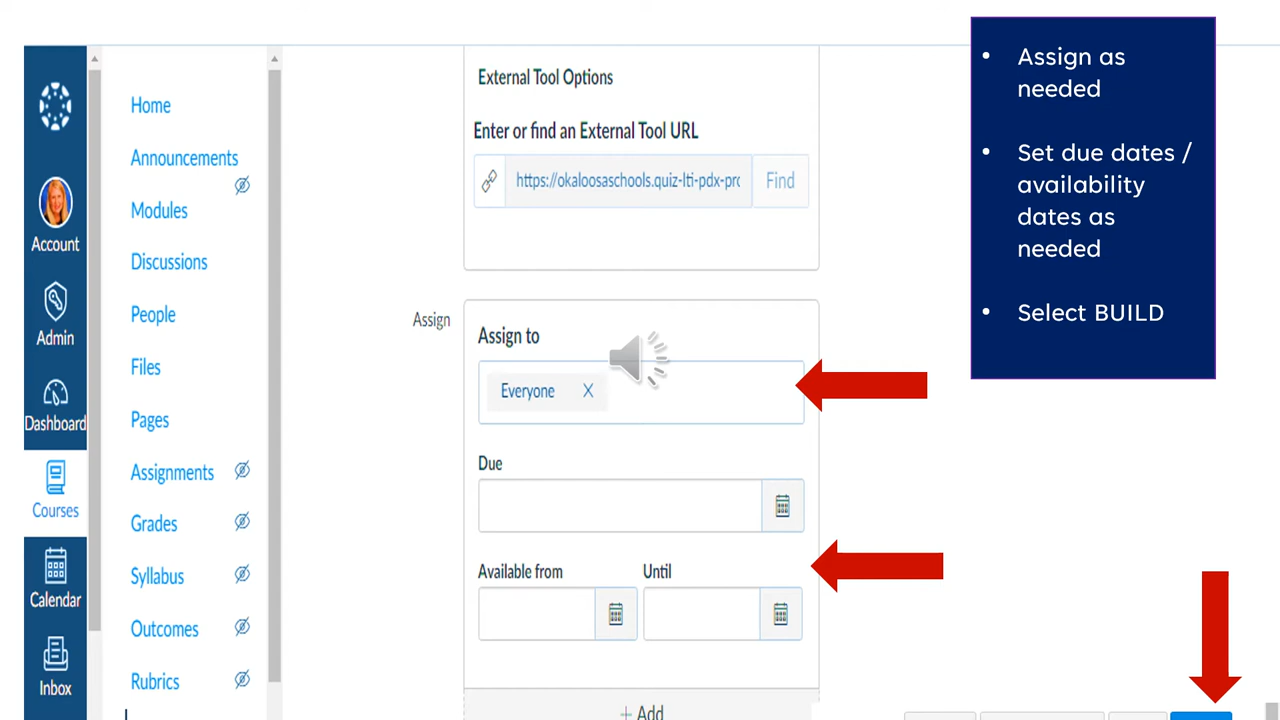 Account
Admin
Dashboard
Courses
Calendar
Inbox
Home
Announcements
Modules
Discussions
People
Files
Pages
Assignments
Grades
Syllabus
Outcomes
Rubrics
External Tool Options
Enter or find an External Tool URL
https://okaloosaschools.quiz-lti-pdx-prc Find
Assign
Assign to
Everyone X
Due
Available from Until
+ Add
• Assign as
needed
• Set due dates /
availability
dates as
needed
• Select BUILD